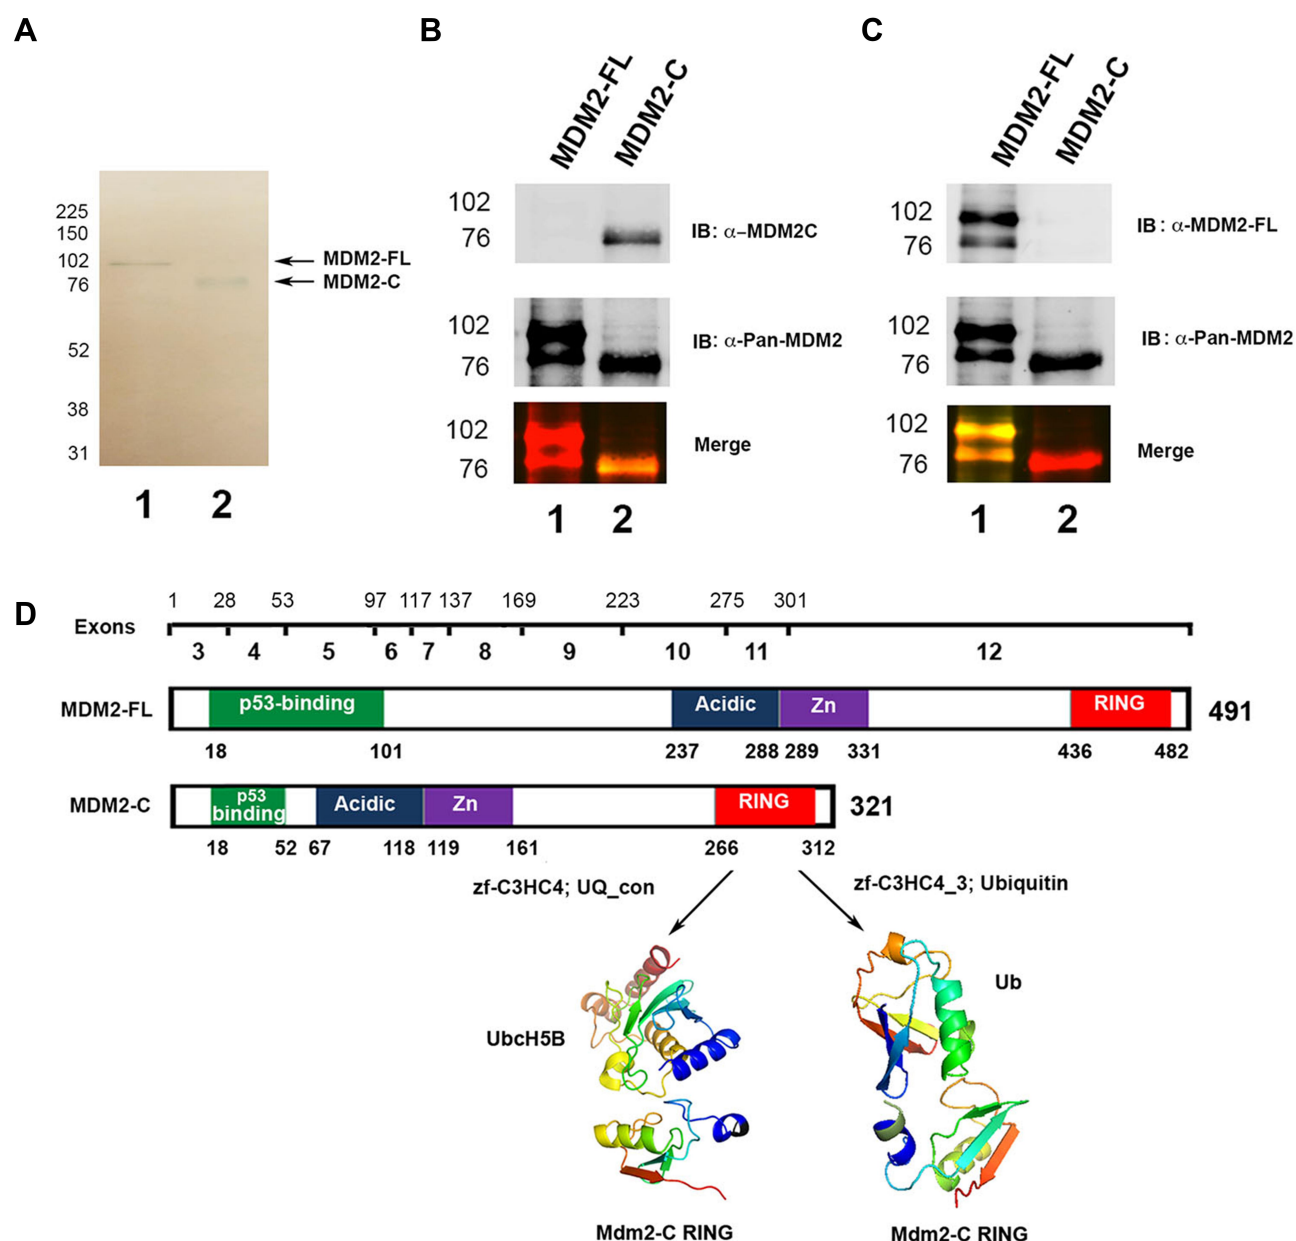 A
225
150
102
76
52
38
31
MDM2-FL
MDM2-C
1 2
B
MDM2-FL
MDM2-C
102
76
IB: α–MDM2C
102
76
IB: α-Pan-MDM2
102
76
Merge
1 2
C
MDM2-FL
MDM2-C
102
76
IB: α-MDM2-FL
102
76
IB: α-Pan-MDM2
102
76
Merge
1 2
D
1 28 53 97 117 137 169 223 275 301
Exons
3 4 5 6 7 8 9 10 11 12
MDM2-FL p53-binding Acidic Zn RING 491
18 101 237 288 289 331 436 482
MDM2-C p53 binding Acidic Zn RING 321
18 52 67 118 119 161 266 312
zf-C3HC4; UQ_con
zf-C3HC4_3; Ubiquitin
UbcH5B
Ub
Mdm2-C RING
Mdm2-C RING